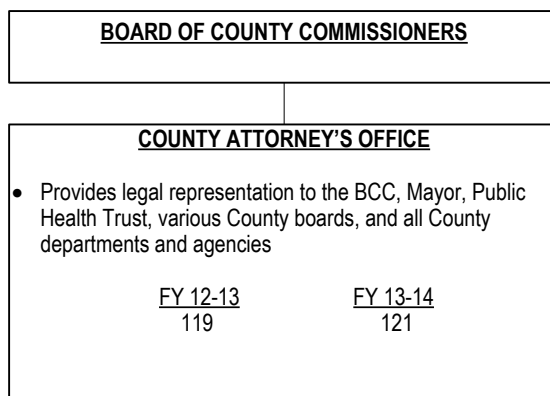 BOARD OF COUNTY COMMISSIONERS
COUNTY ATTORNEY’S OFFICE
• Provides legal representation to the BCC, Mayor, Public
Health Trust, various County boards, and all County
departments and agencies
FY 12-13 FY 13-14
119 121